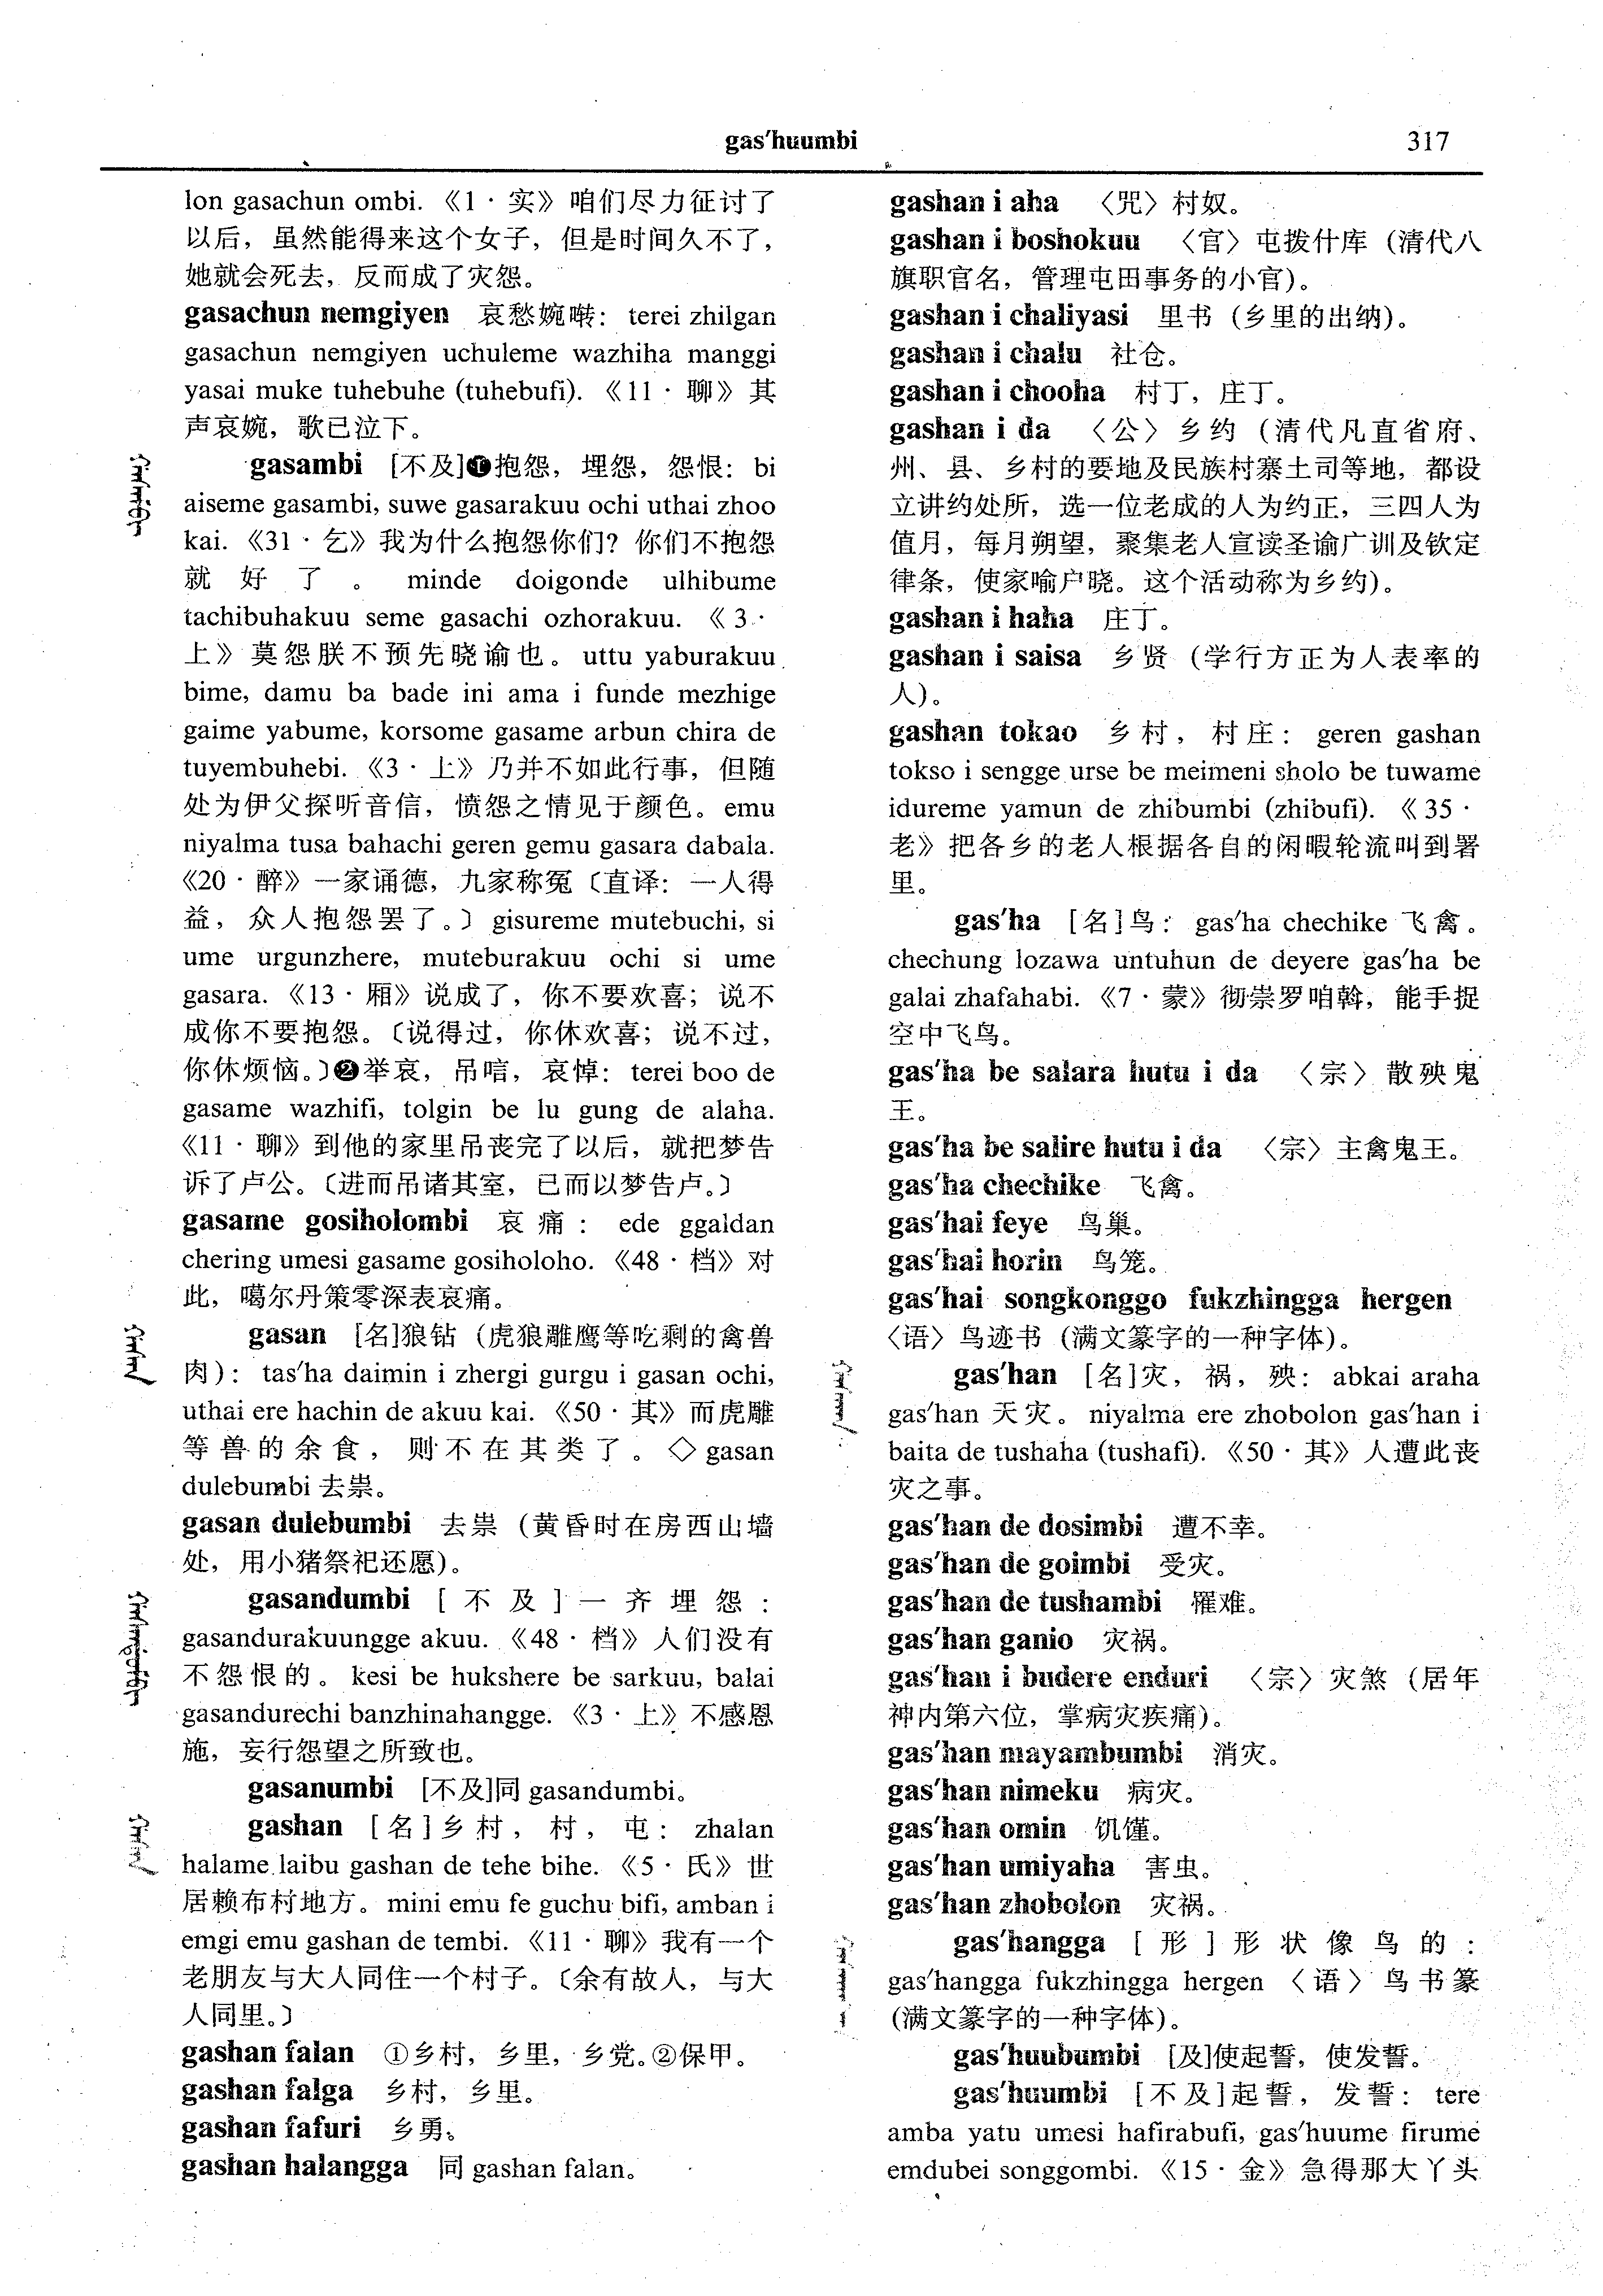 gas′huumbi
317
lon gasachun ombi.《1·实》咱们尽力征讨了
以后，虽然能得来这个女子，但是时间久不了，
她就会死去，反而成了灾怨。
gasachun nemgiyen 哀愁婉啭：terei zhilgan
gasachun nemgiyen uchuleme wazhiha manggi
yasai muke tuhebuhe (tuhebufi).《11·聊》其
声哀婉，歌已泣下。
gasambi [不及]❶抱怨，埋怨，怨恨：bi
aiseme gasambi, suwe gasarakuu ochi uthai zhoo
kai.《31·乞》我为什么抱怨你们？你们不抱怨
就好了。minde doigonde ulhibume
tachibuhakuu seme gasachi ozhorakuu.《3·
上》莫怨朕不预先晓谕也。uttu yaburakuu
bime, damu ba bade ini ama i funde mezhige
gaime yabume, korsome gasame arbun chira de
tuyembuhebi.《3·上》乃并不如此行事，但随
处为伊父探听音信，愤怨之情见于颜色。emu
niyalma tusa bahachi geren gemu gasara dabala.
《20·醉》一家诵德，九家称冤〔直译：一人得
益，众人抱怨罢了。〕gisureme mutebuchi, si
ume urgunzhere, muteburakuu ochi si ume
gasara.《13·厢》说成了，你不要欢喜；说不
成你不要抱怨。〔说得过，你休欢喜；说不过，
你休烦恼。〕❷举哀，吊唁，哀悼：terei boo de
gasame wazhifi, tolgin be lu gung de alaha.
《11·聊》到他的家里吊丧完了以后，就把梦告
诉了卢公。〔进而吊诸其室，已而以梦告卢。〕
gasame gosiholombi 哀痛：ede ggaldan
chering umesi gasame gosiholoho.《48·档》对
此，噶尔丹策零深表哀痛。
gasan [名]狼钻（虎狼雕鹰等吃剩的禽兽
肉）：tas′ha daimin i zhergi gurgu i gasan ochi,
uthai ere hachin de akuu kai.《50·其》而虎雕
等兽的余食，则不在其类了。◇gasan
dulebumbi 去祟。
gasan dulebumbi 去祟（黄昏时在房西山墙
处，用小猪祭祀还愿）。
gasandumbi [不及]一齐埋怨：
gasandurakuungge akuu.《48·档》人们没有
不怨恨的。kesi be hukshere be sarkuu, balai
gasandurechi banzhinahangge.《3·上》不感恩
施，妄行怨望之所致也。
gasanumbi [不及]同 gasandumbi。
gashan [名]乡村，村，屯：zhalan
halame laibu gashan de tehe bihe.《5·氏》世
居赖布村地方。mini emu fe guchu bifi, amban i
emgi emu gashan de tembi.《11·聊》我有一个
老朋友与大人同住一个村子。〔余有故人，与大
人同里。〕
gashan falan ①乡村，乡里，乡党。②保甲。
gashan falga 乡村，乡里。
gashan fafuri 乡勇。
gashan halangga 同 gashan falan。
gashan i aha 〈咒〉村奴。
gashan i boshokuu 〈官〉屯拨什库（清代八
旗职官名，管理屯田事务的小官）。
gashan i chaliyasi 里书（乡里的出纳）。
gashan i chalu 社仓。
gashan i chooha 村丁，庄丁。
gashan i da 〈公〉乡约（清代凡直省府、
州、县、乡村的要地及民族村寨土司等地，都设
立讲约处所，选一位老成的人为约正，三四人为
值月，每月朔望，聚集老人宣读圣谕广训及钦定
律条，使家喻户晓。这个活动称为乡约）。
gashan i haha 庄丁。
gashan i saisa 乡贤（学行方正为人表率的
人）。
gashan tokao 乡村，村庄：geren gashan
tokso i sengge urse be meimeni sholo be tuwame
idureme yamun de zhibumbi (zhibufi).《35·
老》把各乡的老人根据各自的闲暇轮流叫到署
里。
gas′ha [名]鸟：gas′ha chechike 飞禽。
chechung lozawa untuhun de deyere gas′ha be
galai zhafahabi.《7·蒙》彻崇罗咱斡，能手捉
空中飞鸟。
gas′ha be salara hutu i da 〈宗〉散殃鬼
王。
gas′ha be salire hutu i da 〈宗〉主禽鬼王。
gas′ha chechike 飞禽。
gas′hai feye 鸟巢。
gas′hai horin 鸟笼。
gas′hai songkonggo fukzhingga hergen
〈语〉鸟迹书（满文篆字的一种字体）。
gas′han [名]灾，祸，殃：abkai araha
gas′han 天灾。niyalma ere zhobolon gas′han i
baita de tushaha (tushafi).《50·其》人遭此丧
灾之事。
gas′han de dosimbi 遭不幸。
gas′han de goimbi 受灾。
gas′han de tushambi 罹难。
gas′han ganio 灾祸。
gas′han i budere enduri 〈宗〉灾煞（居年
神内第六位，掌病灾疾痛）。
gas′han mayambumbi 消灾。
gas′han nimeku 病灾。
gas′han omin 饥馑。
gas′han umiyaha 害虫。
gas′han zhobolon 灾祸。
gas′hangga [形]形状像鸟的：
gas′hangga fukzhingga hergen〈语〉鸟书篆
（满文篆字的一种字体）。
gas′huubumbi [及]使起誓，使发誓。
gas′huumbi [不及]起誓，发誓：tere
amba yatu umesi hafirabufi, gas′huume firume
emdubei songgombi.《15·金》急得那大丫头